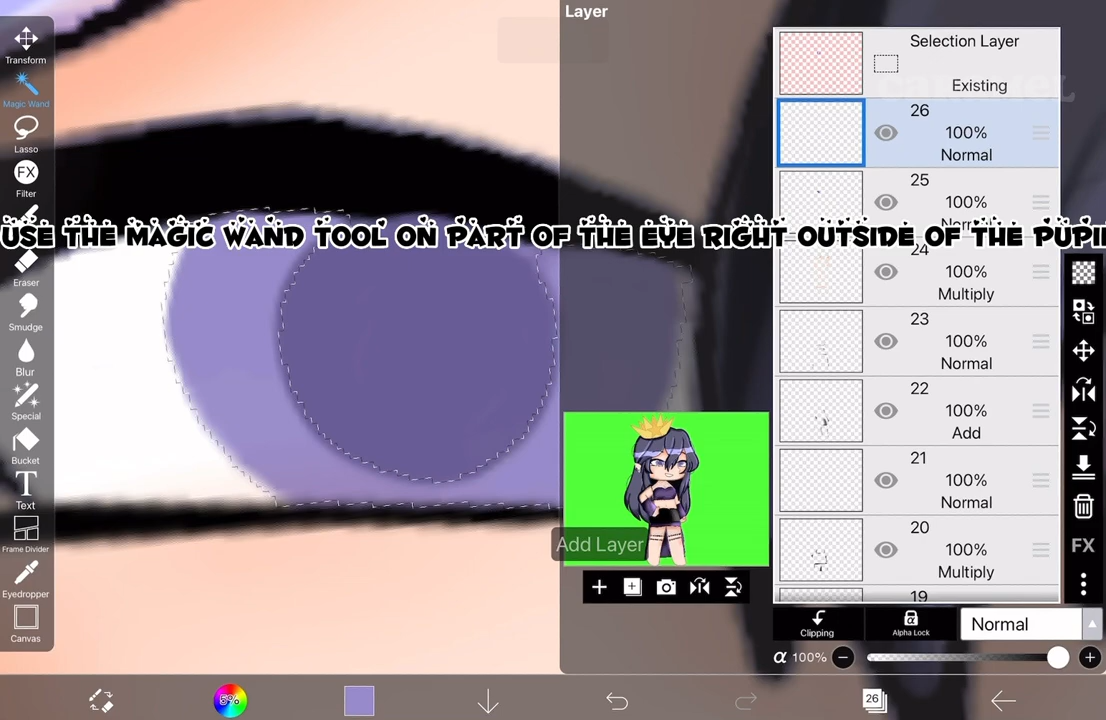 Layer
Transform
Magic Wand
Lasso
FX
Filter
Eraser
Smudge
Blur
Special
Bucket
T
Text
Frame Divider
Eyedropper
Canvas
USE THE MAGIC WAND TOOL ON PART OF THE EYE RIGHT OUTSIDE OF THE PUPIL
Selection Layer
Existing
26
100%
Normal
25
100%
Normal
24
100%
Multiply
23
100%
Normal
22
100%
Add
21
100%
Normal
20
100%
Multiply
19
Add Layer
FX
Clipping
Alpha Lock
Normal
α 100%
5%
26